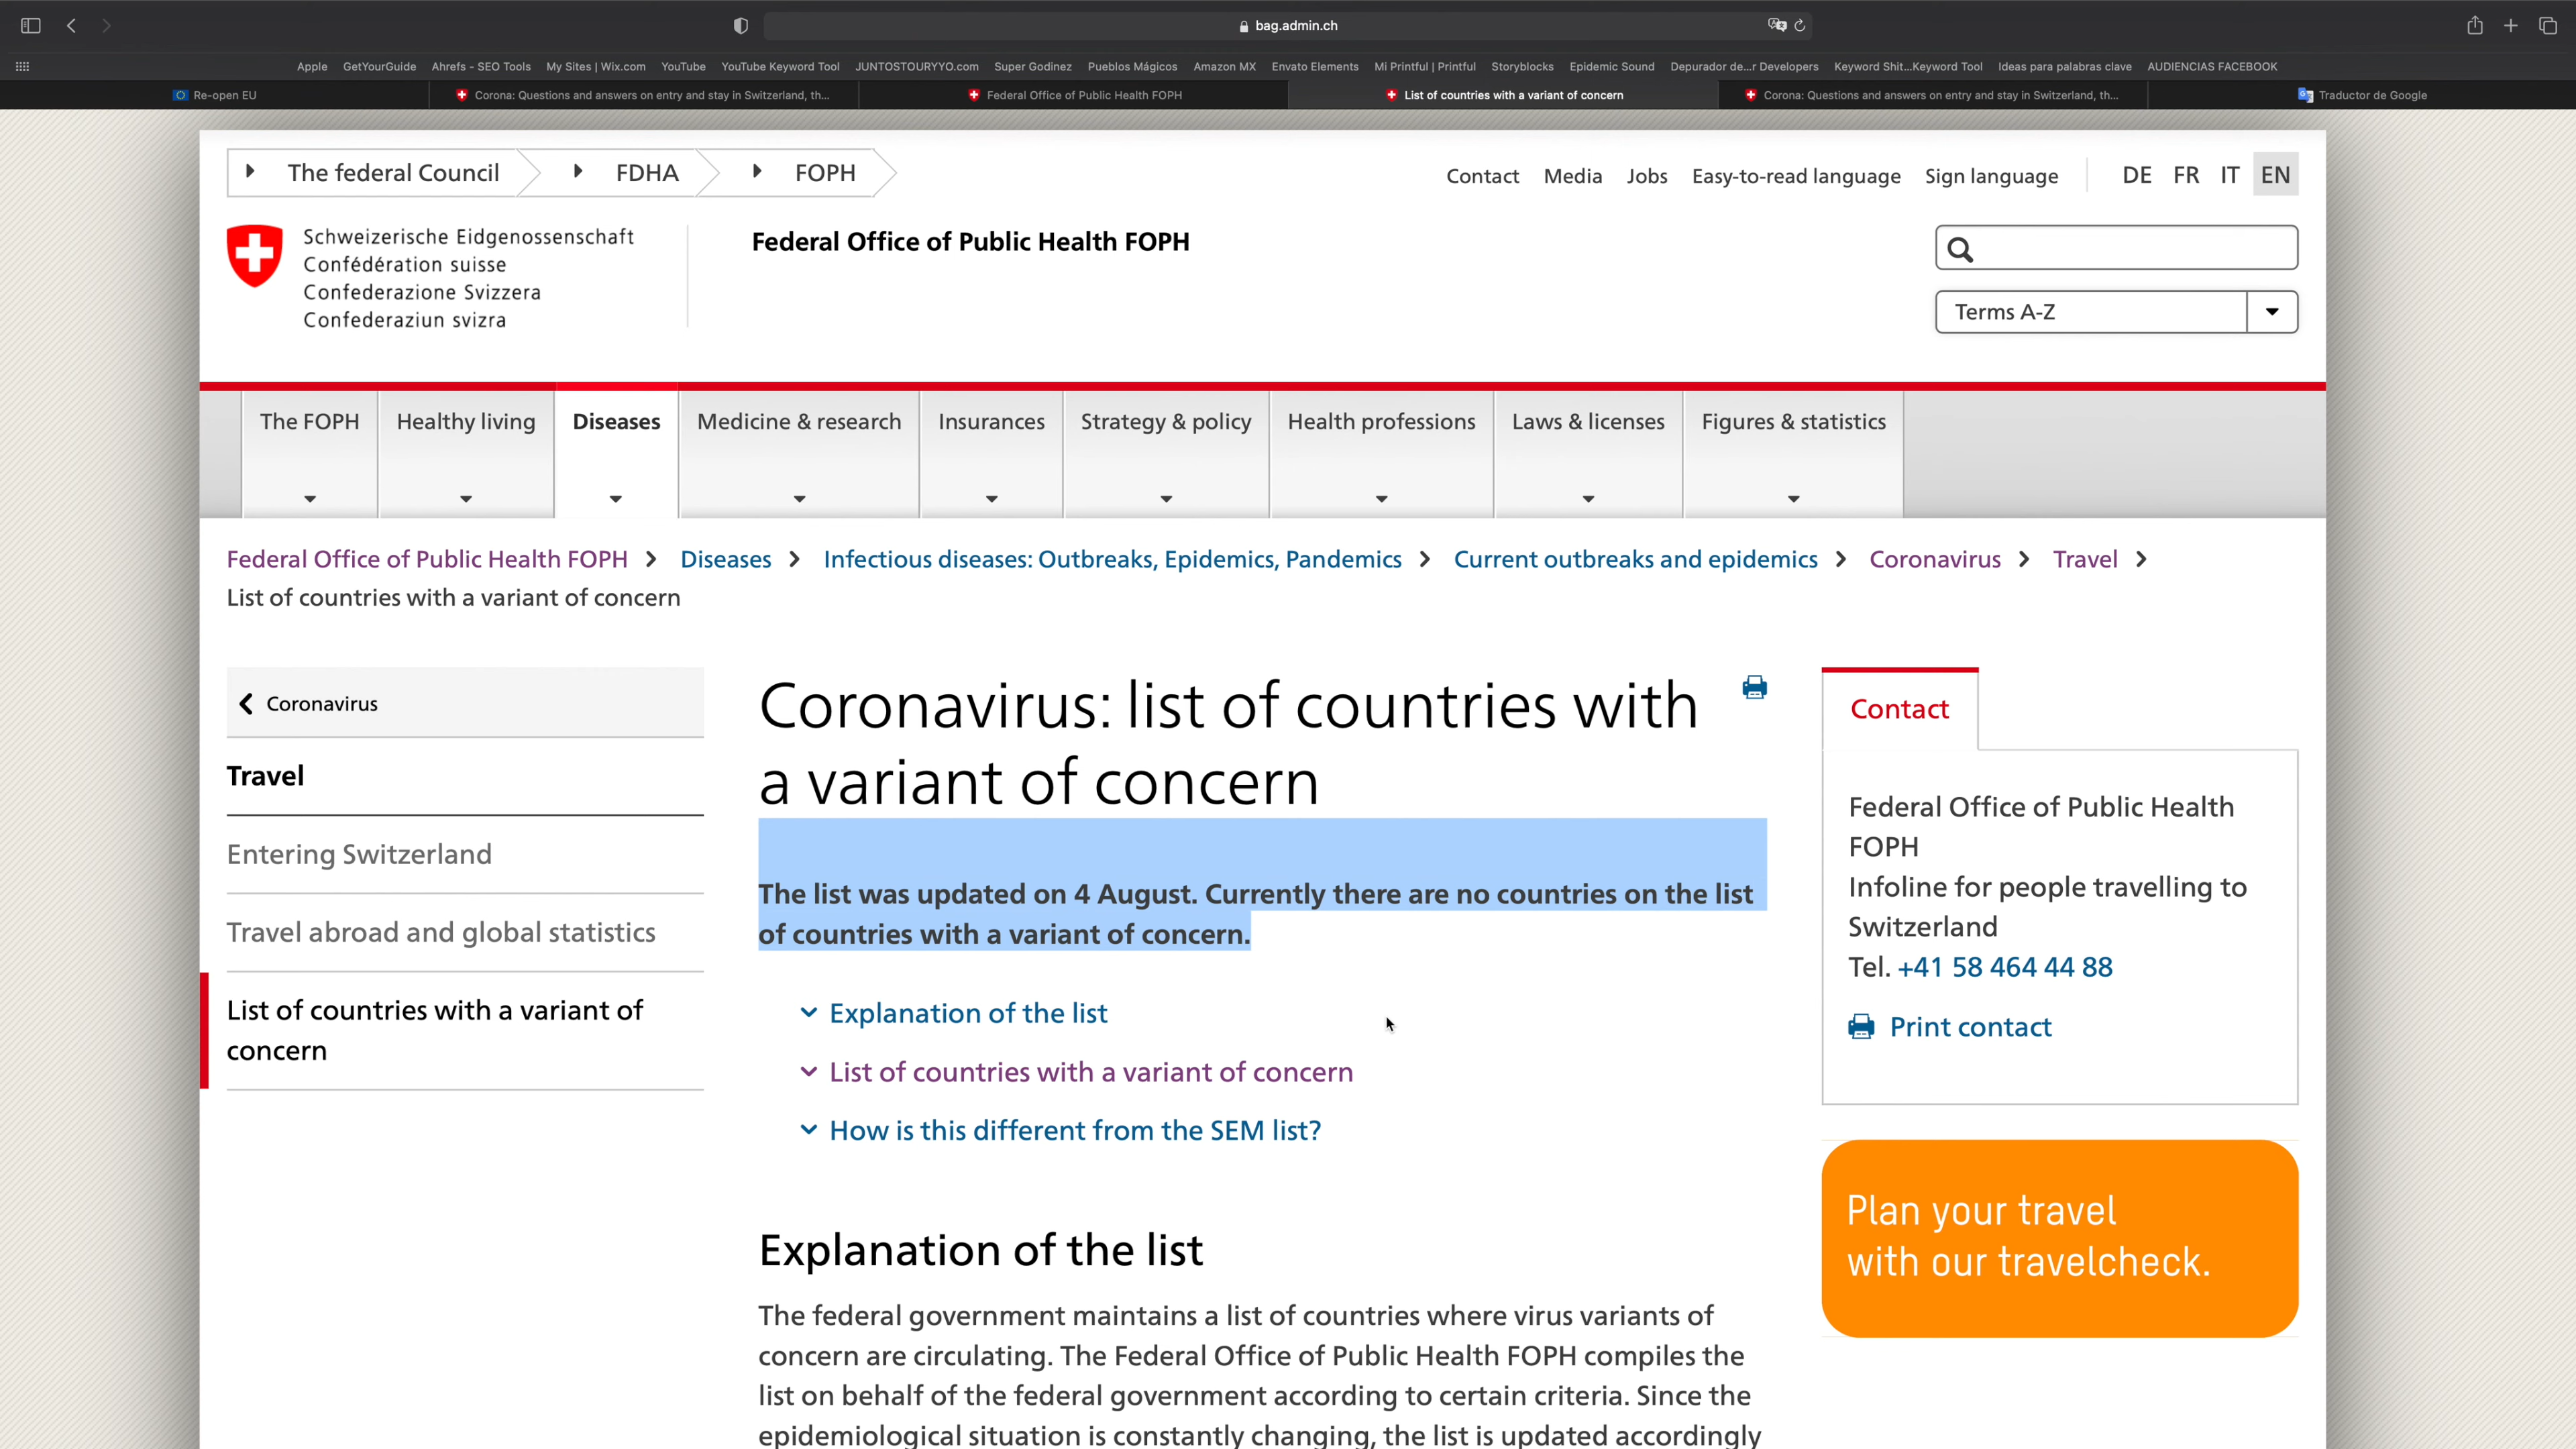 bag.admin.ch
Apple GetYourGuide Ahrefs - SEO Tools My Sites | Wix.com YouTube YouTube Keyword Tool JUNTOSTOURYYO.com Super Godinez Pueblos Mágicos Amazon MX Envato Elements Mi Printful | Printful Storyblocks Epidemic Sound Depurador de...r Developers Keyword Shit...Keyword Tool Ideas para palabras clave AUDIENCIAS FACEBOOK
Re-open EU Corona: Questions and answers on entry and stay in Switzerland, th... Federal Office of Public Health FOPH List of countries with a variant of concern Corona: Questions and answers on entry and stay in Switzerland, th... Traductor de Google
The federal Council FDHA FOPH
Contact Media Jobs Easy-to-read language Sign language DE FR IT EN
Schweizerische Eidgenossenschaft
Confédération suisse
Confederazione Svizzera
Confederaziun svizra
Federal Office of Public Health FOPH
Terms A-Z
The FOPH Healthy living Diseases Medicine & research Insurances Strategy & policy Health professions Laws & licenses Figures & statistics
Federal Office of Public Health FOPH Diseases Infectious diseases: Outbreaks, Epidemics, Pandemics Current outbreaks and epidemics Coronavirus Travel
List of countries with a variant of concern
Coronavirus
Travel
Entering Switzerland
Travel abroad and global statistics
List of countries with a variant of
concern
Coronavirus: list of countries with
a variant of concern
The list was updated on 4 August. Currently there are no countries on the list
of countries with a variant of concern.
Explanation of the list
List of countries with a variant of concern
How is this different from the SEM list?
Explanation of the list
The federal government maintains a list of countries where virus variants of
concern are circulating. The Federal Office of Public Health FOPH compiles the
list on behalf of the federal government according to certain criteria. Since the
epidemiological situation is constantly changing, the list is updated accordingly
Contact
Federal Office of Public Health
FOPH
Infoline for people travelling to
Switzerland
Tel. +41 58 464 44 88
Print contact
Plan your travel
with our travelcheck.